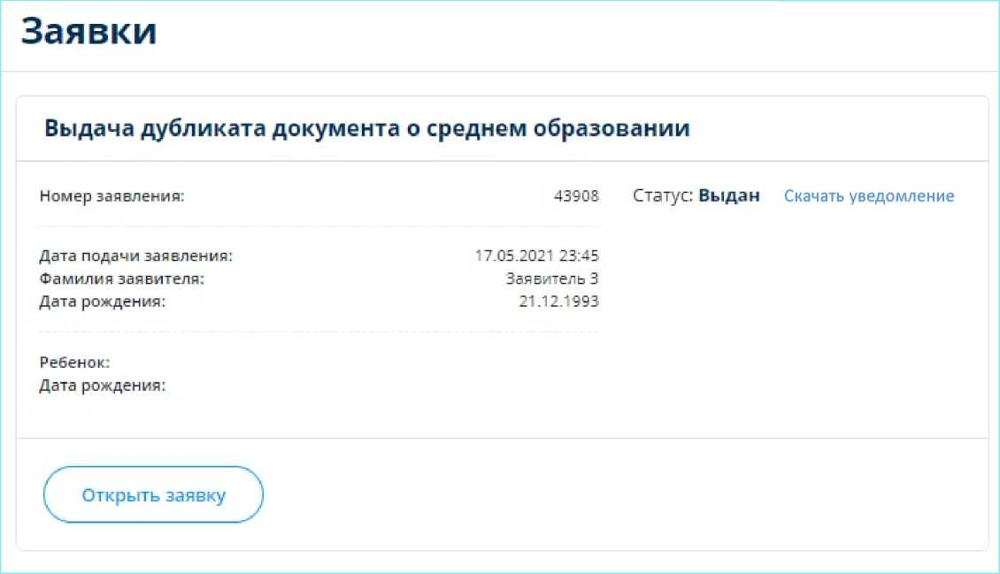 Заявки
Выдача дубликата документа о среднем образовании
Номер заявления: 43908 Статус: Выдан Скачать уведомление
Дата подачи заявления: 17.05.2021 23:45
Фамилия заявителя: Заявитель 3
Дата рождения: 21.12.1993
Ребенок:
Дата рождения:
Открыть заявку